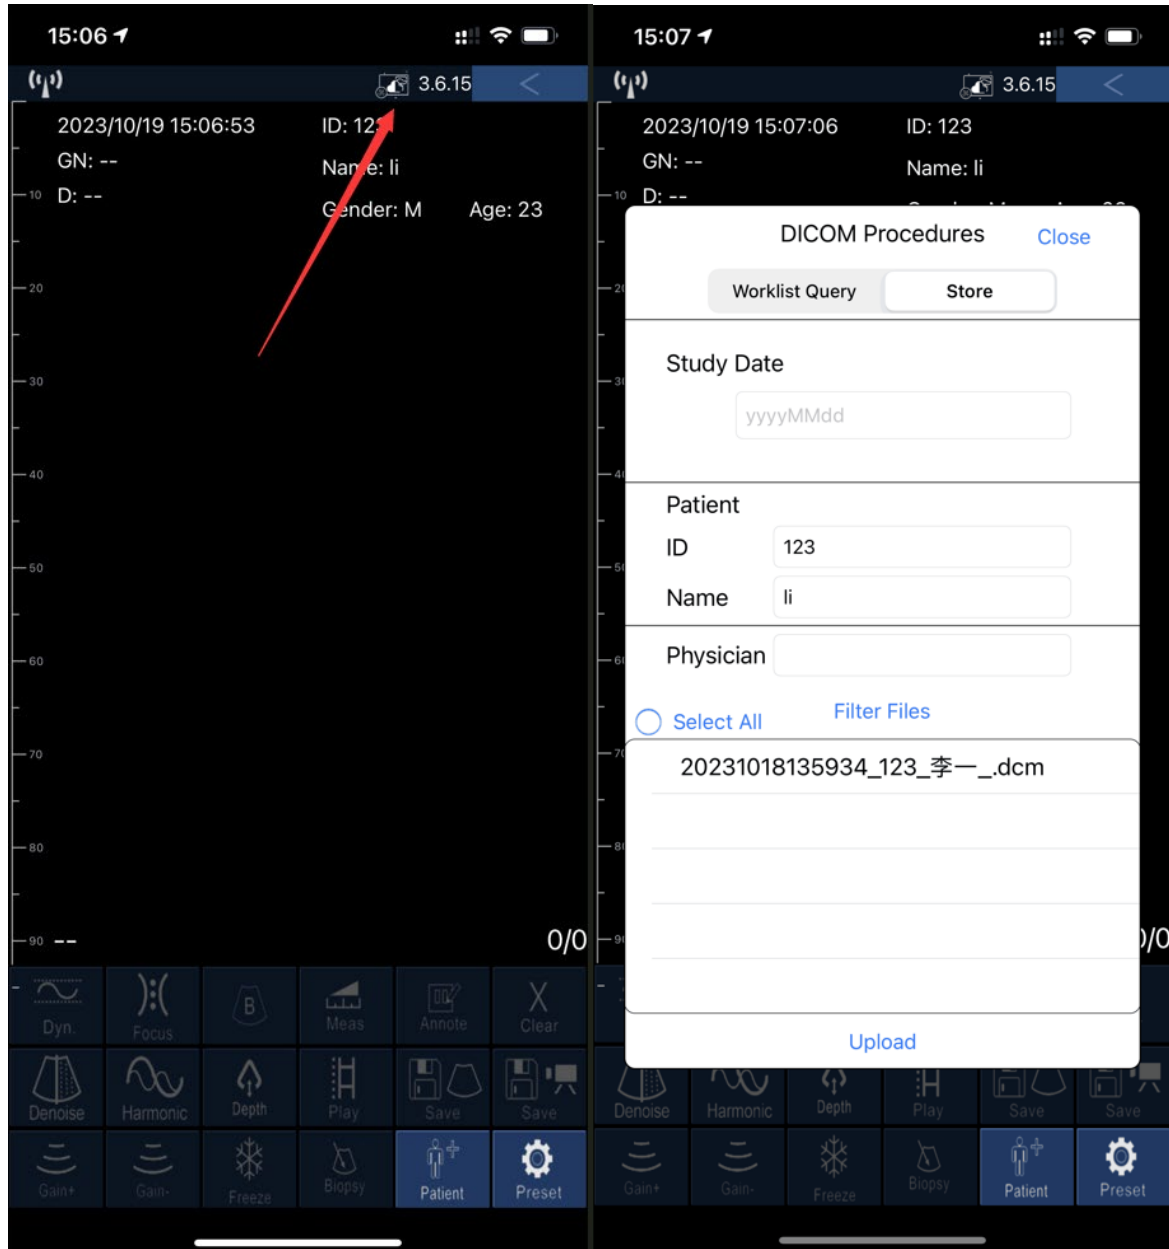 15:06
3.6.15
2023/10/19 15:06:53
ID: 123
GN: --
Name: li
D: --
Gender: M
Age: 23
10
20
30
40
50
60
70
80
90
--
0/0
Dyn.
Focus
B
Meas
Annote
Clear
Denoise
Harmonic
Depth
Play
Save
Save
Gain+
Gain-
Freeze
Biopsy
Patient
Preset
15:07
3.6.15
2023/10/19 15:07:06
ID: 123
GN: --
Name: li
10
D: --
DICOM Procedures
Close
Worklist Query
Store
Study Date
yyyyMMdd
Patient
ID
123
Name
li
Physician
Select All
Filter Files
20231018135934_123_李一_.dcm
Upload
Denoise
Harmonic
Depth
Play
Save
Save
Gain+
Gain-
Freeze
Biopsy
Patient
Preset